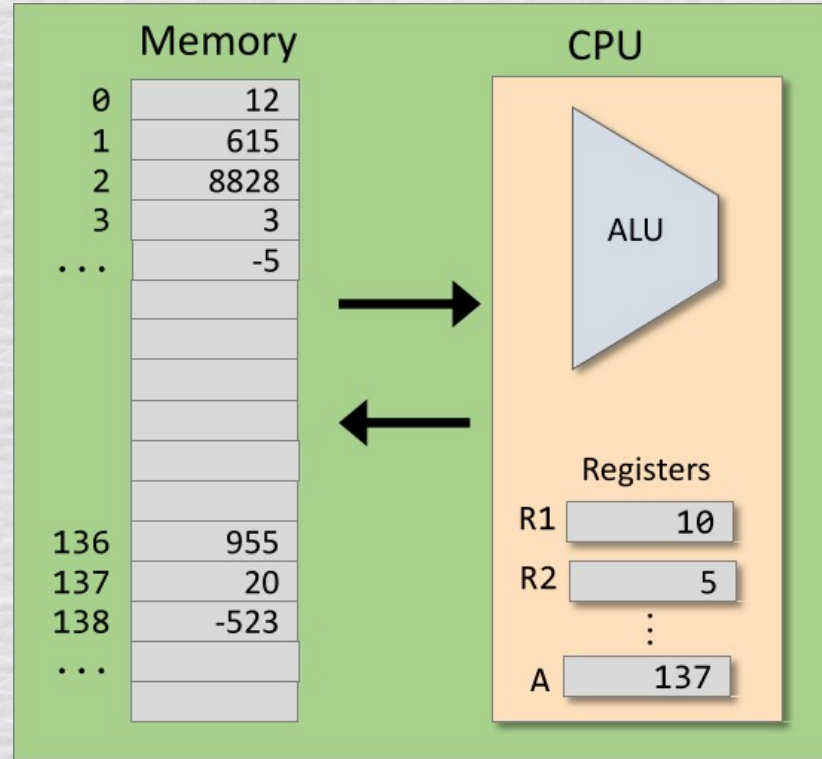 Memory
0 12
1 615
2 8828
3 3
... -5
136 955
137 20
138 -523
...
CPU
ALU
Registers
R1 10
R2 5
⋮
A 137